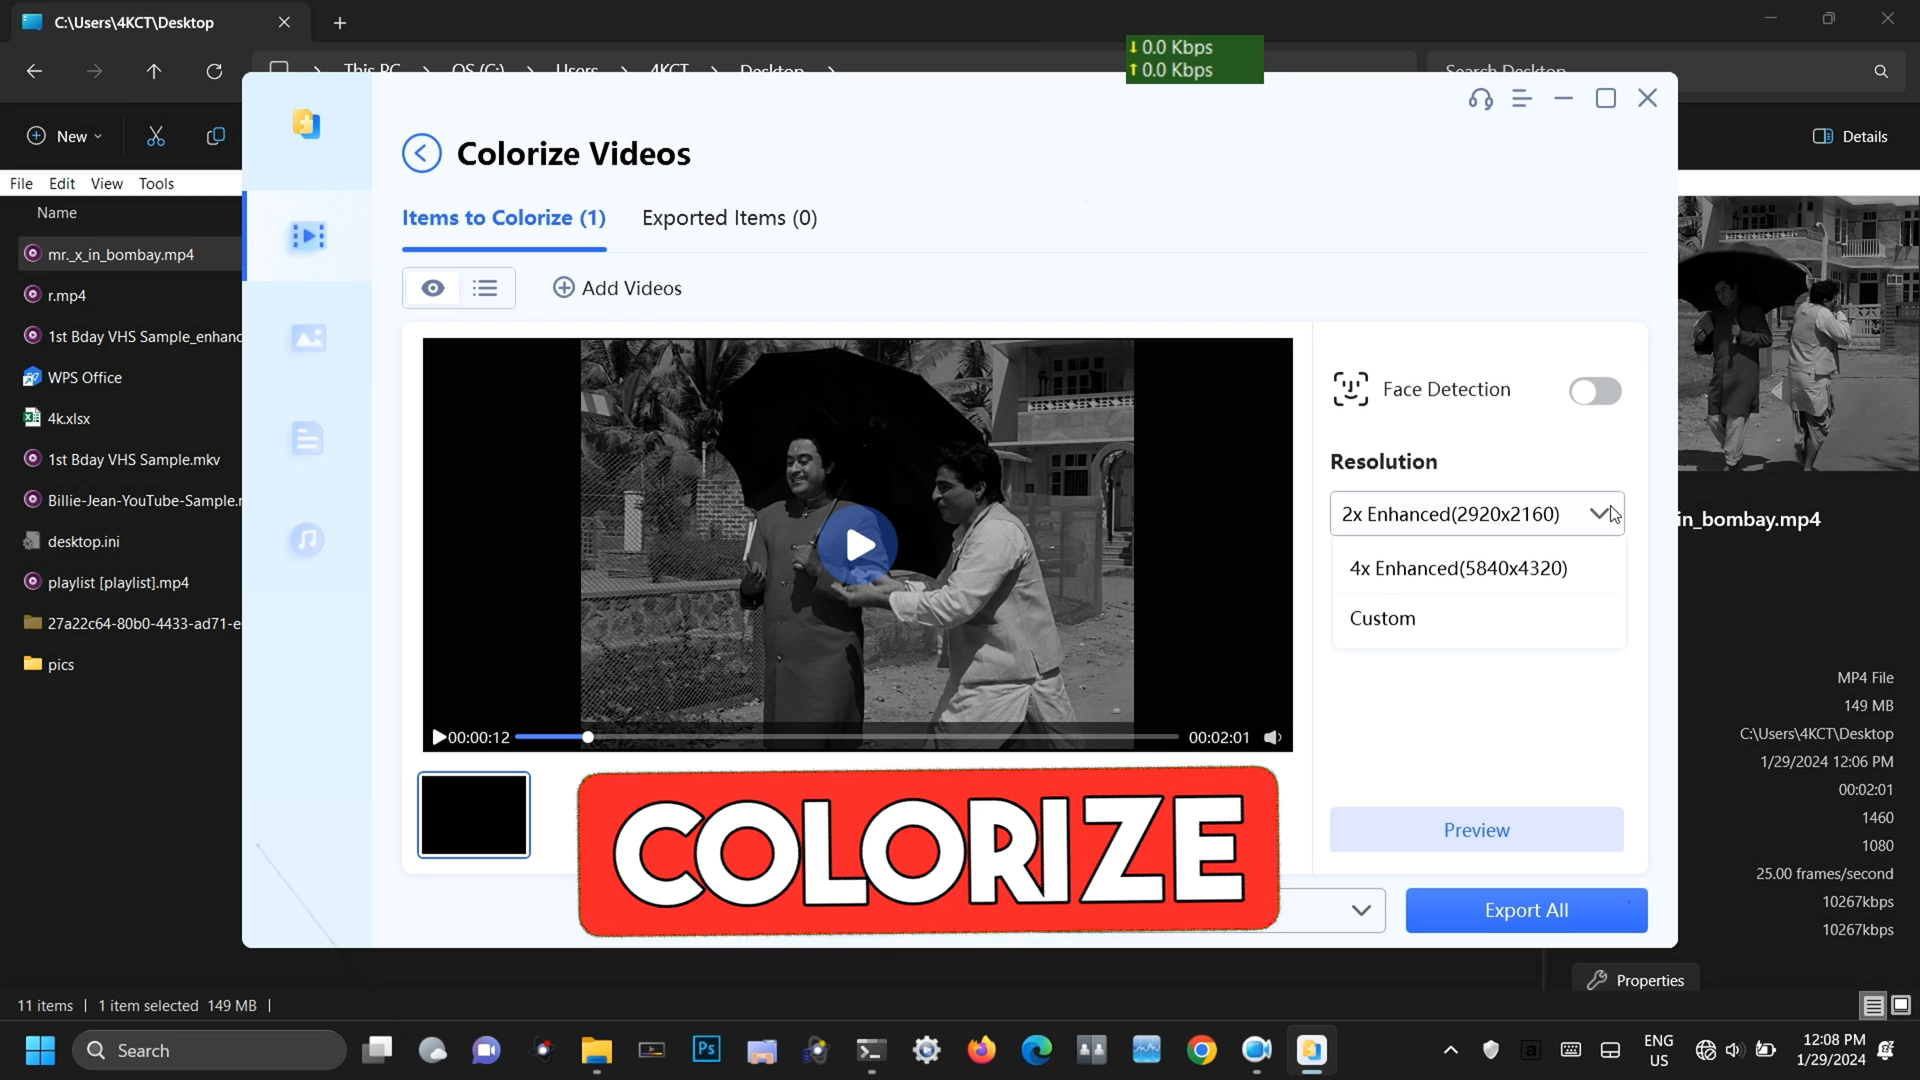 C:\Users\4KCT\Desktop
0.0 Kbps
0.0 Kbps
This PC
OS (C:)
Users
4KCT
Desktop
Search Desktop
New
Details
File Edit View Tools
Name
mr._x_in_bombay.mp4
r.mp4
1st Bday VHS Sample_enhanc
WPS Office
4k.xlsx
1st Bday VHS Sample.mkv
Billie-Jean-YouTube-Sample.r
desktop.ini
playlist [playlist].mp4
27a22c64-80b0-4433-ad71-e
pics
Colorize Videos
Items to Colorize (1)
Exported Items (0)
Add Videos
00:00:12
00:02:01
Face Detection
Resolution
2x Enhanced(2920x2160)
4x Enhanced(5840x4320)
Custom
Preview
Export All
COLORIZE
in_bombay.mp4
MP4 File
149 MB
C:\Users\4KCT\Desktop
1/29/2024 12:06 PM
00:02:01
1460
1080
25.00 frames/second
10267kbps
10267kbps
Properties
11 items
1 item selected 149 MB
Search
Ps
a
ENG
US
12:08 PM
1/29/2024